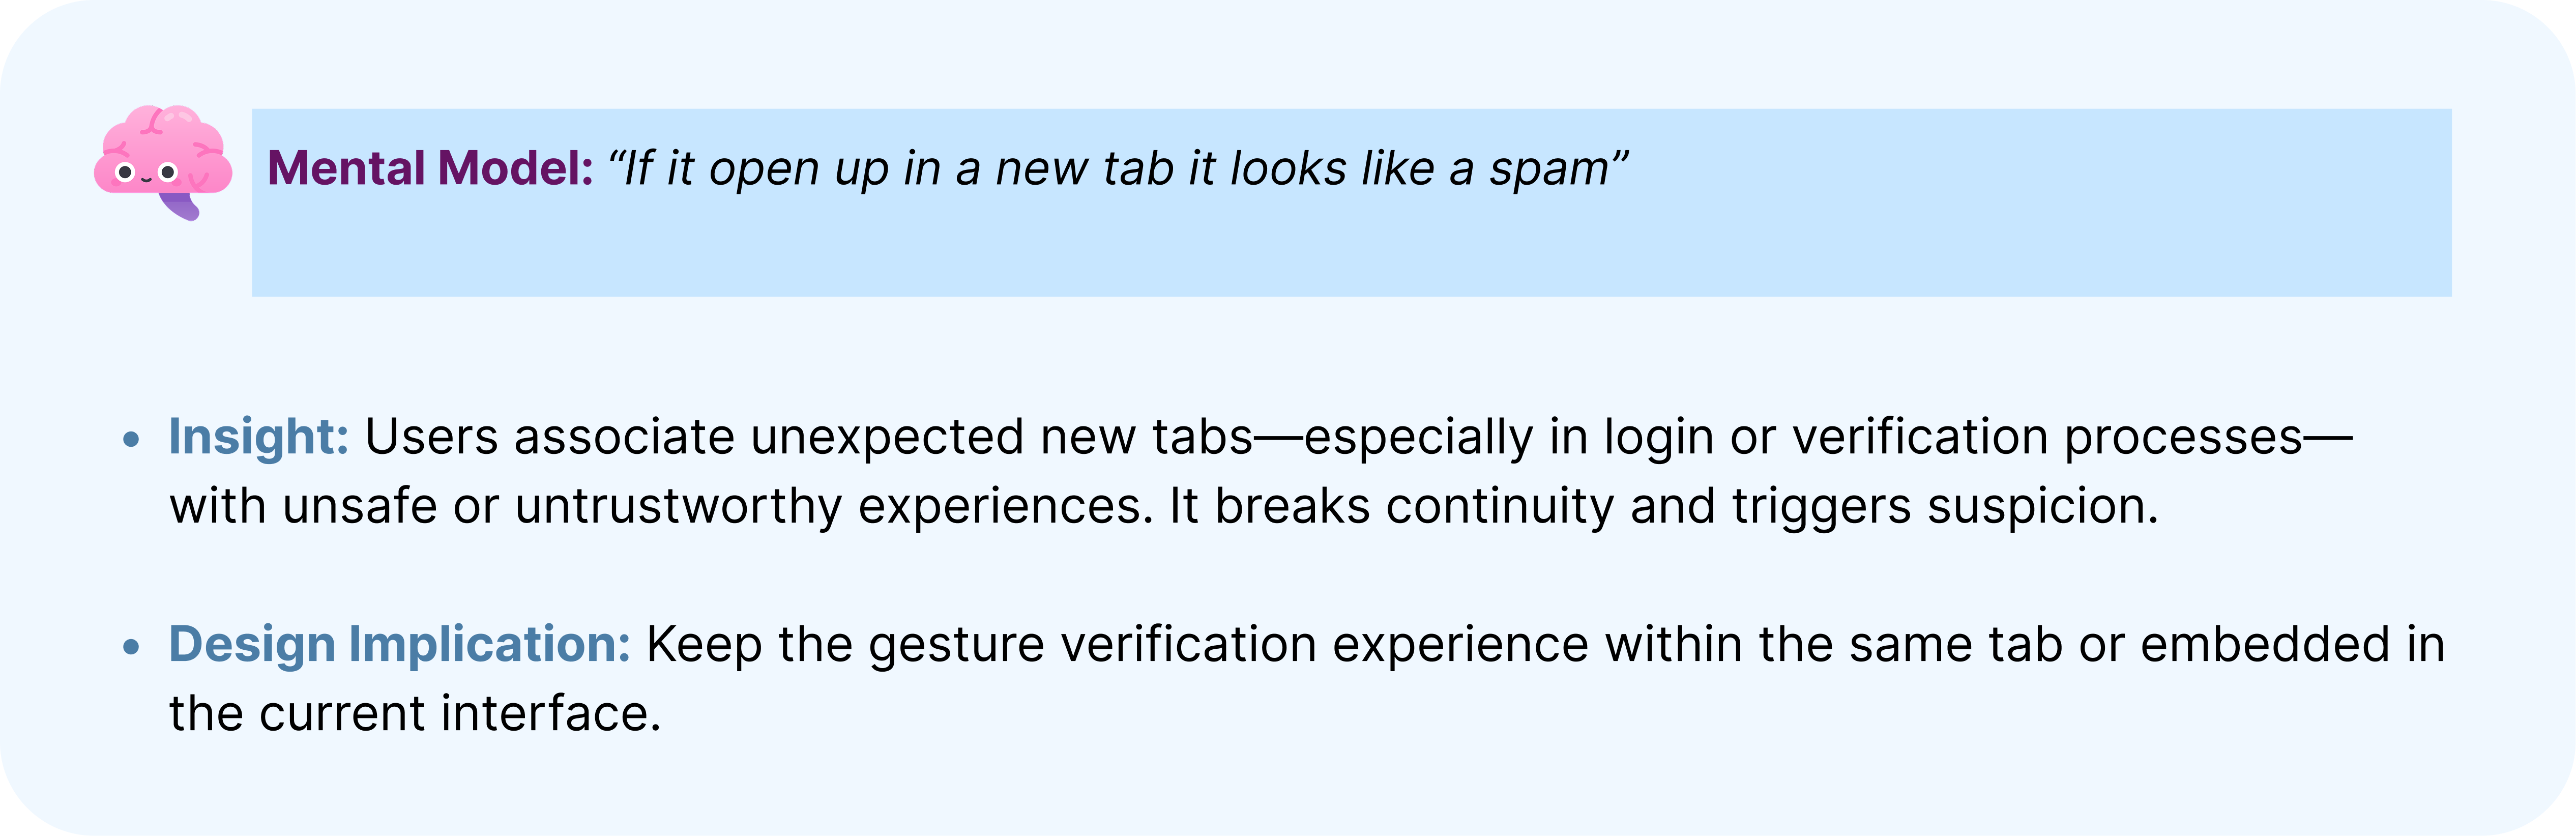 Mental Model: “If it open up in a new tab it looks like a spam”
• Insight: Users associate unexpected new tabs—especially in login or verification processes—
with unsafe or untrustworthy experiences. It breaks continuity and triggers suspicion.
• Design Implication: Keep the gesture verification experience within the same tab or embedded in
the current interface.